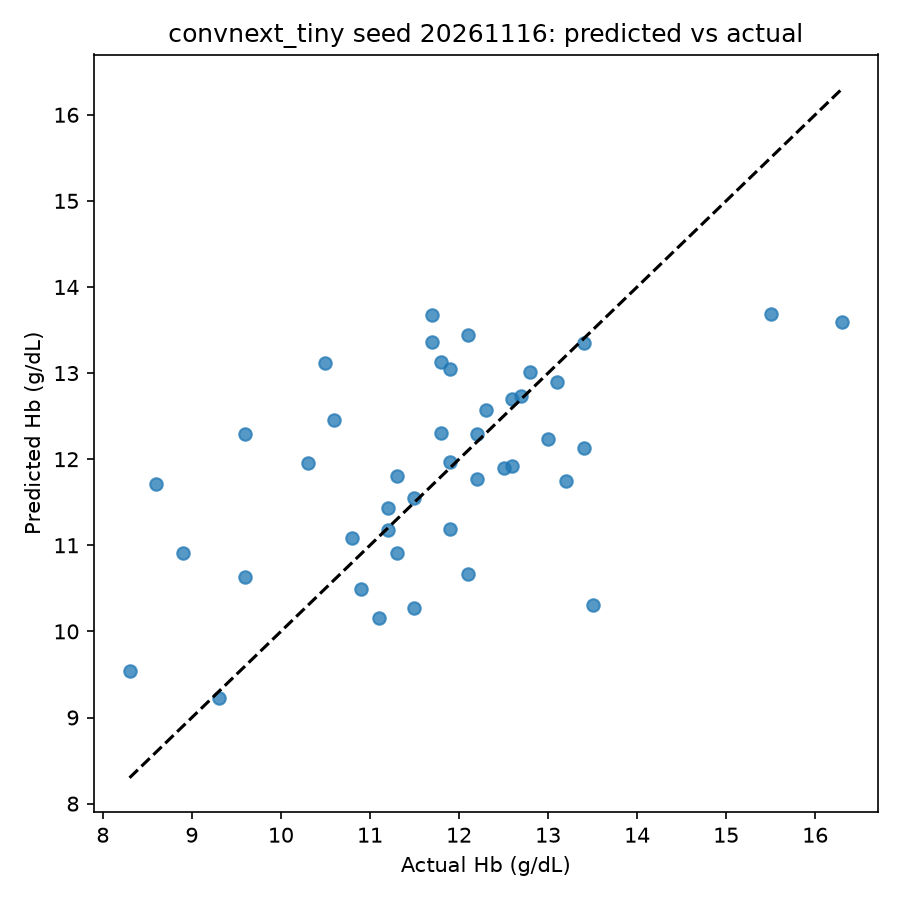 convnext_tiny seed 20261116: predicted vs actual
16
15
14
13
12
11
10
9
8
Predicted Hb (g/dL)
8 9 10 11 12 13 14 15 16
Actual Hb (g/dL)